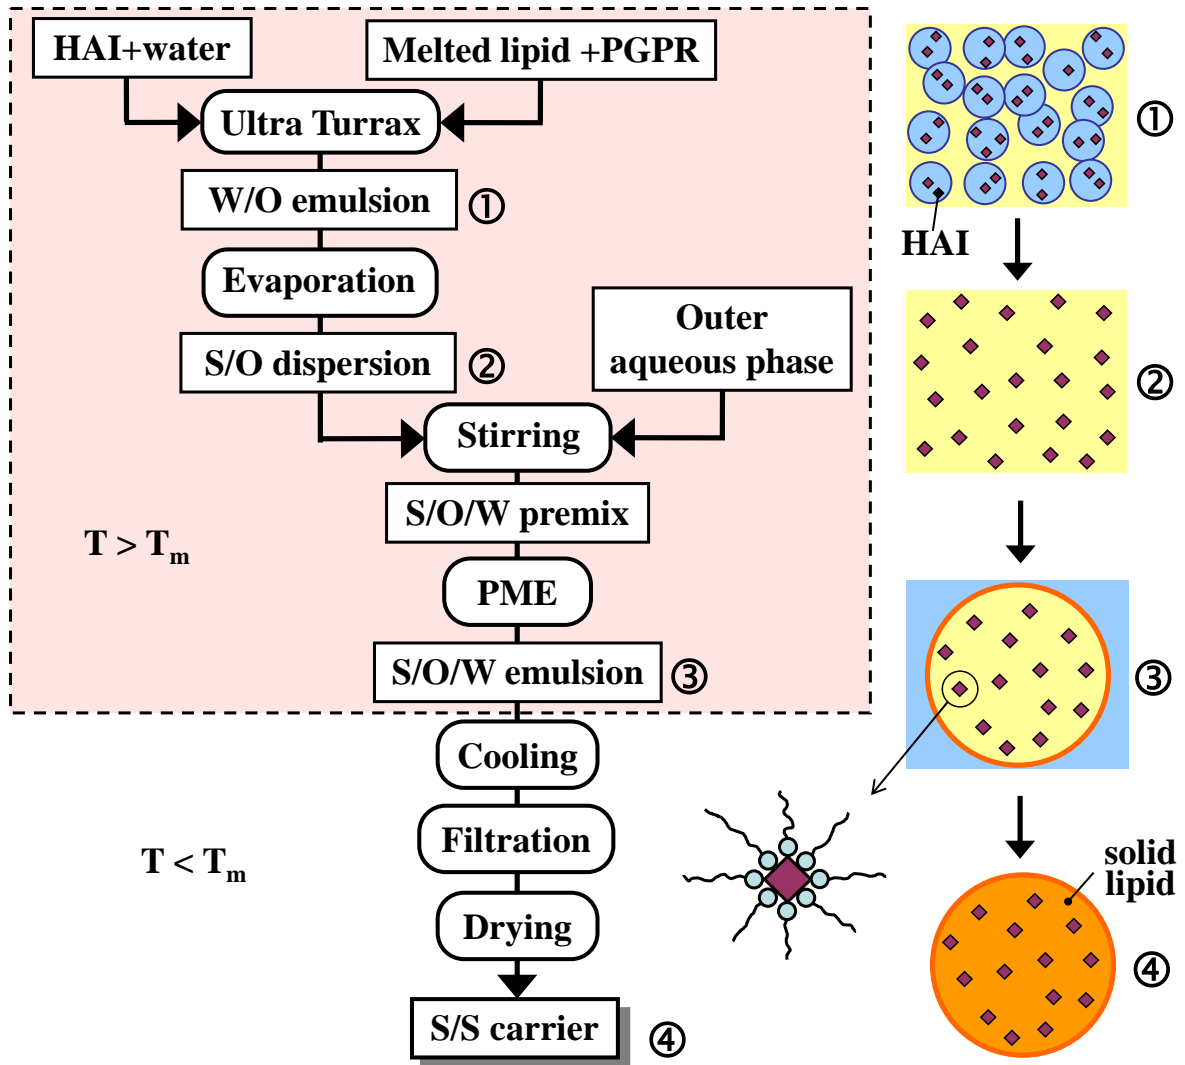 HAI+water
Melted lipid +PGPR
Ultra Turrax
W/O emulsion
①
Evaporation
S/O dispersion
②
Outer
aqueous phase
Stirring
S/O/W premix
T > Tm
PME
S/O/W emulsion
③
Cooling
Filtration
T < Tm
Drying
S/S carrier
④
①
HAI
②
③
solid
lipid
④